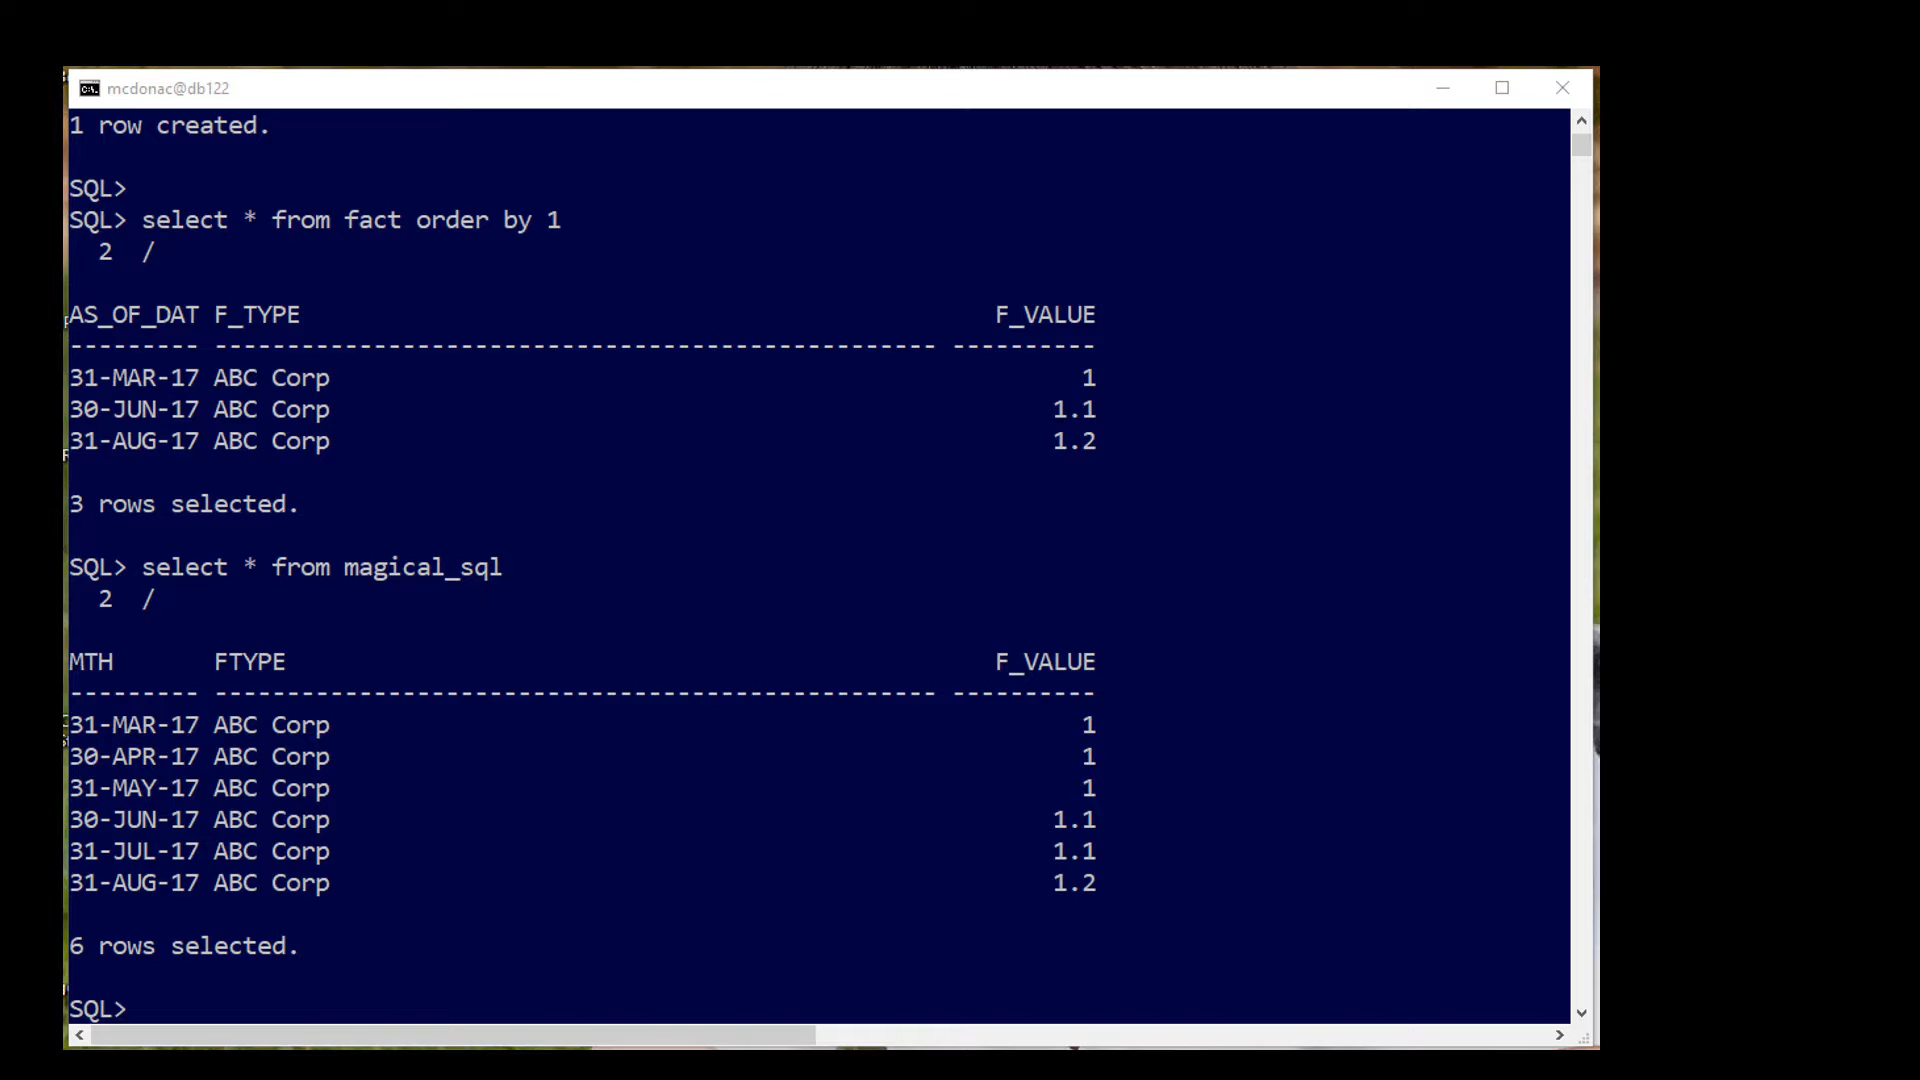 mcdonac@db122
1 row created.
SQL>
SQL> select * from fact order by 1
2 /
AS_OF_DAT F_TYPE F_VALUE
--------- -------------------------------------------------- ----------
31-MAR-17 ABC Corp 1
30-JUN-17 ABC Corp 1.1
31-AUG-17 ABC Corp 1.2
3 rows selected.
SQL> select * from magical_sql
2 /
MTH FTYPE F_VALUE
--------- -------------------------------------------------- ----------
31-MAR-17 ABC Corp 1
30-APR-17 ABC Corp 1
31-MAY-17 ABC Corp 1
30-JUN-17 ABC Corp 1.1
31-JUL-17 ABC Corp 1.1
31-AUG-17 ABC Corp 1.2
6 rows selected.
SQL>